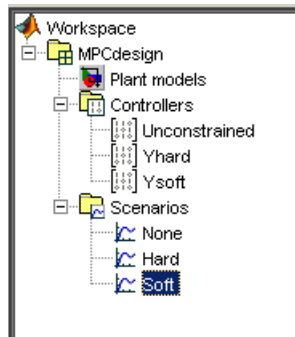 Workspace
MPCdesign
Plant models
Controllers
Unconstrained
Yhard
Ysoft
Scenarios
None
Hard
Soft